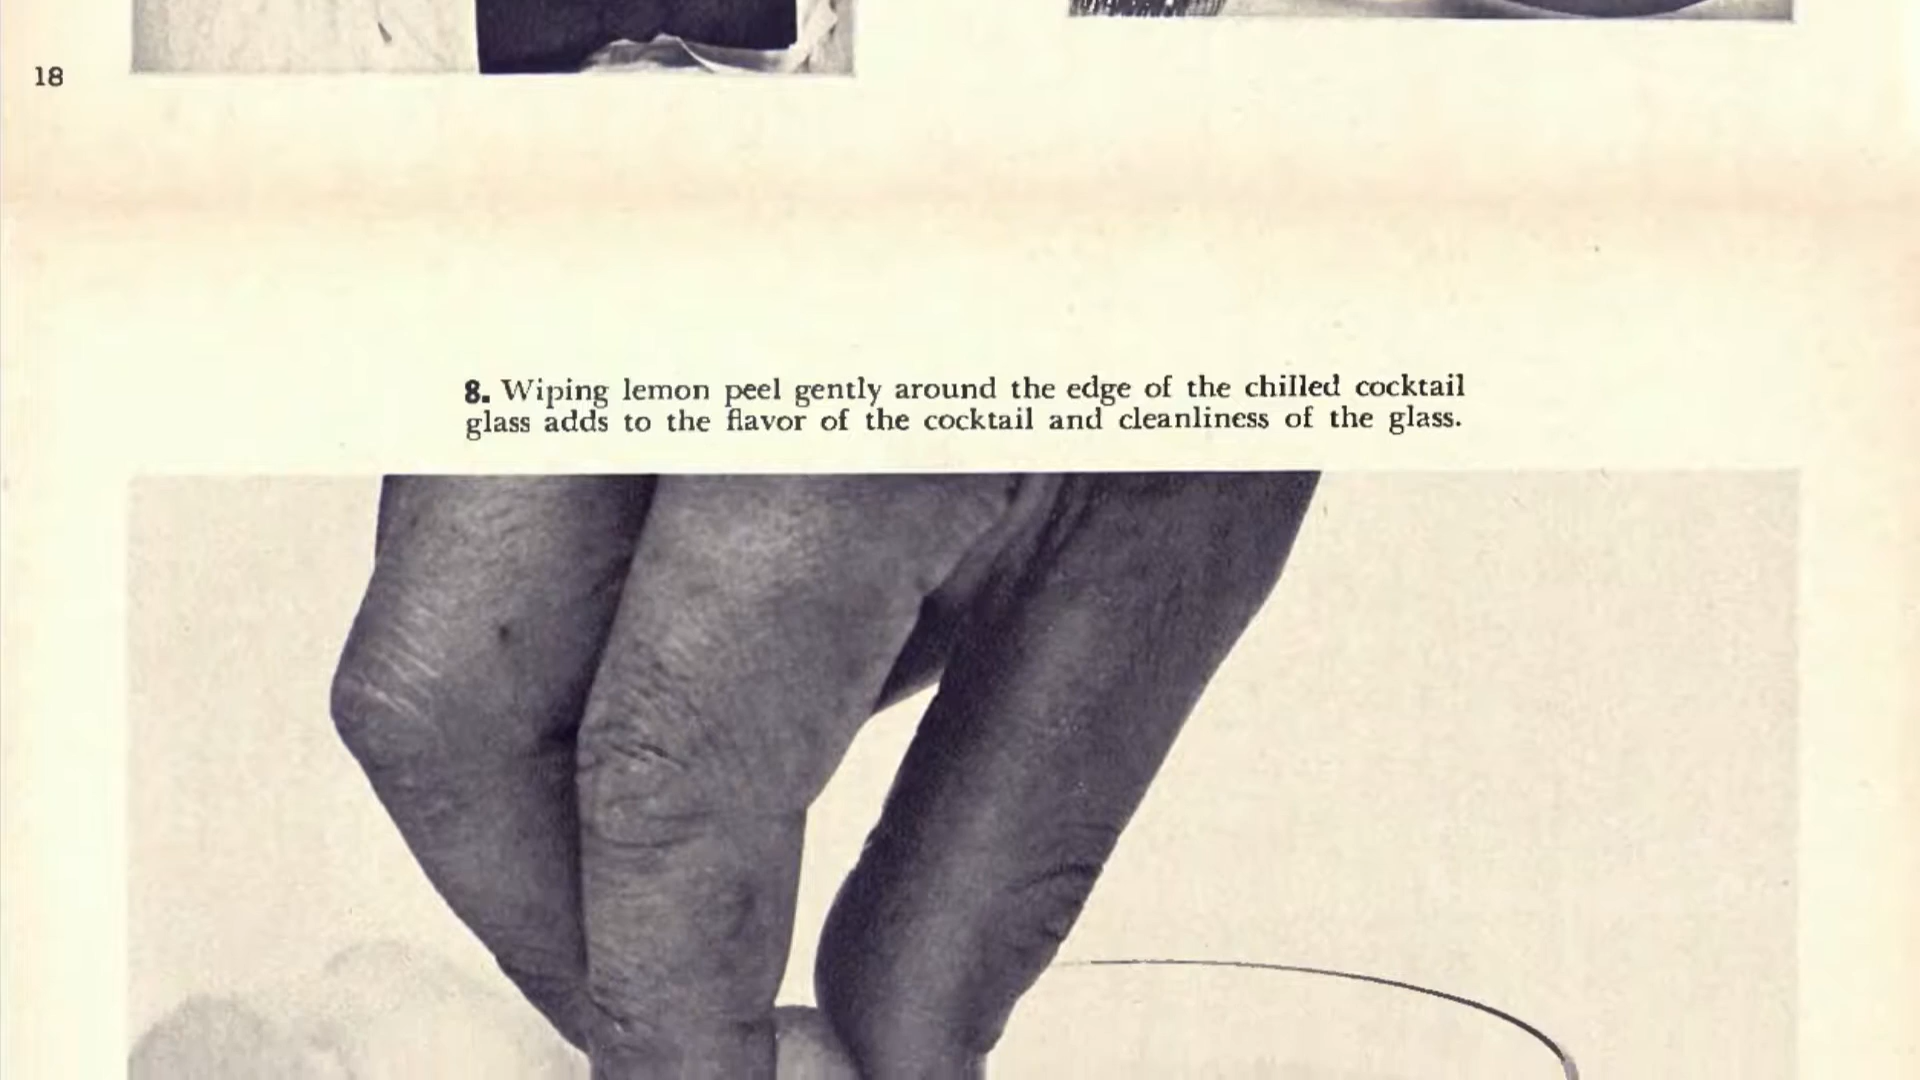 18
8. Wiping lemon peel gently around the edge of the chilled cocktail
glass adds to the flavor of the cocktail and cleanliness of the glass.